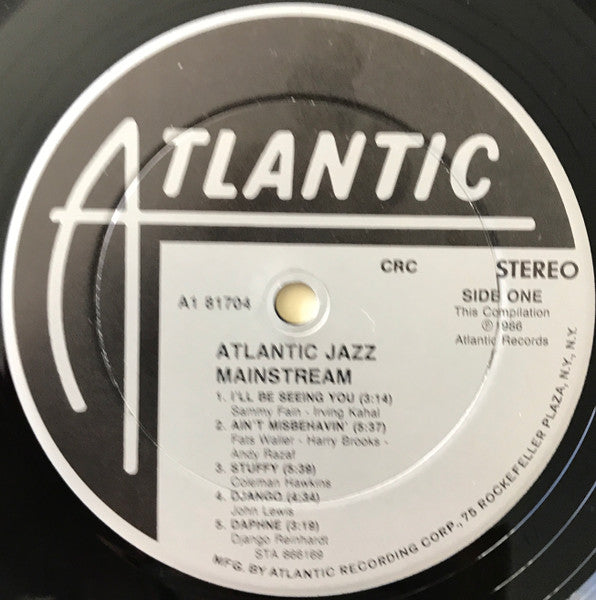 ATLANTIC
CRC
STEREO
A1 81704
SIDE ONE
This Compilation
℗ 1986
Atlantic Records
ATLANTIC JAZZ
MAINSTREAM
1. I'LL BE SEEING YOU (3:14)
Sammy Fain - Irving Kahal
2. AIN'T MISBEHAVIN' (5:37)
Fats Waller - Harry Brooks -
Andy Razaf
3. STUFFY (5:39)
Coleman Hawkins
4. DJANGO (4:34)
John Lewis
5. DAPHNE (3:18)
Django Reinhardt
STA 866169
MFG. BY ATLANTIC RECORDING CORP., 75 ROCKEFELLER PLAZA, N.Y., N.Y.